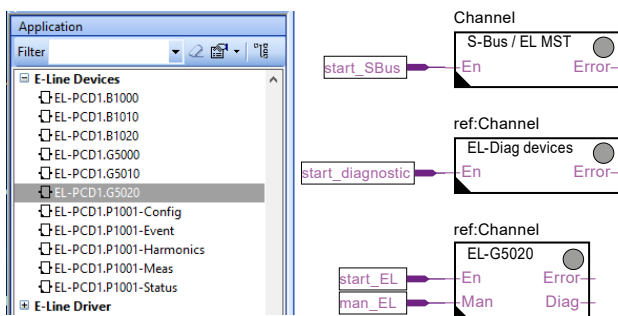 Application
Filter
E-Line Devices
EL-PCD1.B1000
EL-PCD1.B1010
EL-PCD1.B1020
EL-PCD1.G5000
EL-PCD1.G5010
EL-PCD1.G5020
EL-PCD1.P1001-Config
EL-PCD1.P1001-Event
EL-PCD1.P1001-Harmonics
EL-PCD1.P1001-Meas
EL-PCD1.P1001-Status
E-Line Driver
Channel
S-Bus / EL MST
start_SBus En Error
ref:Channel
EL-Diag devices
start_diagnostic En Error
ref:Channel
EL-G5020
start_EL En Error
man_EL Man Diag